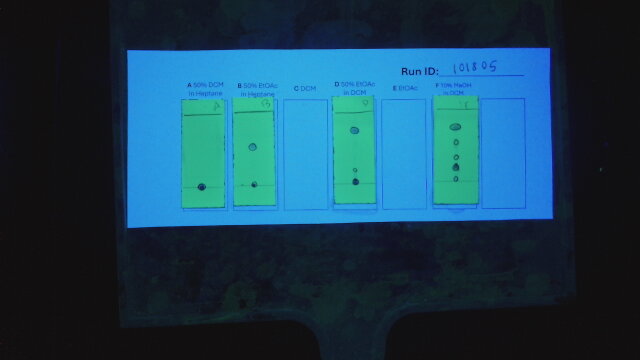 Run ID: 101805
A 50% DCM in Heptane
B 50% EtOAc in Heptane
C DCM
D 50% EtOAc in DCM
E EtOAc
F 10% MeOH in DCM
A
B
D
F